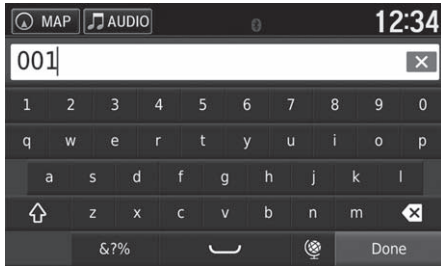 MAP AUDIO 12:34
001
1 2 3 4 5 6 7 8 9 0
q w e r t y u i o p
a s d f g h j k l
z x c v b n m
&?% Done